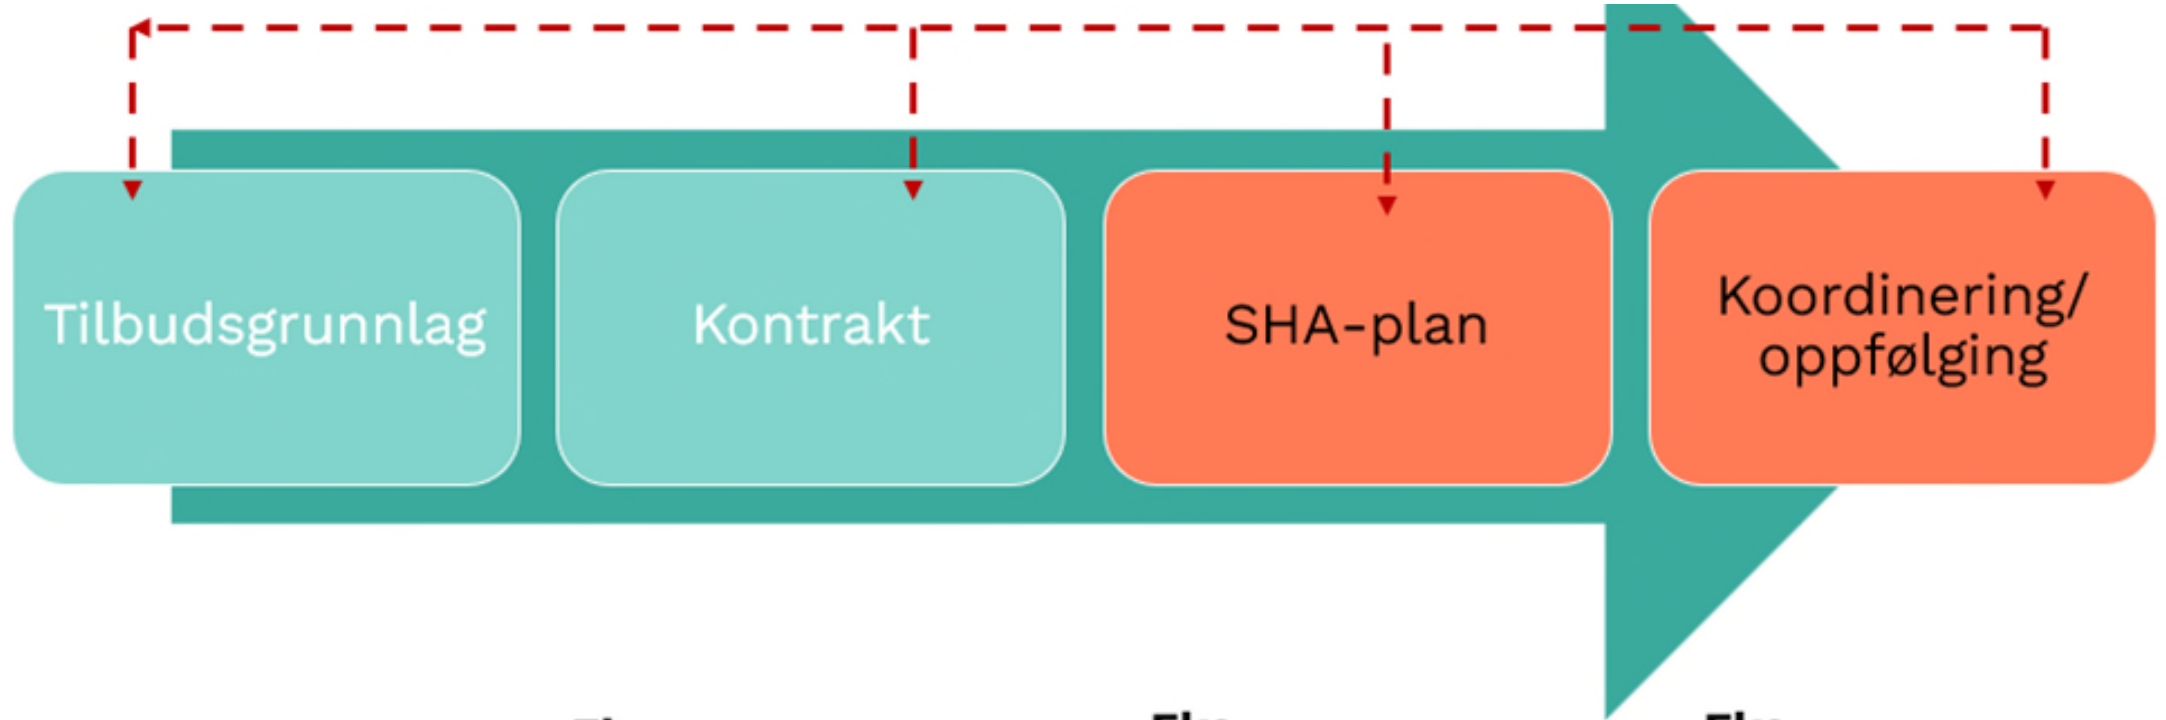 Tilbudsgrunnlag
Kontrakt
SHA-plan
Koordinering/
oppfølging